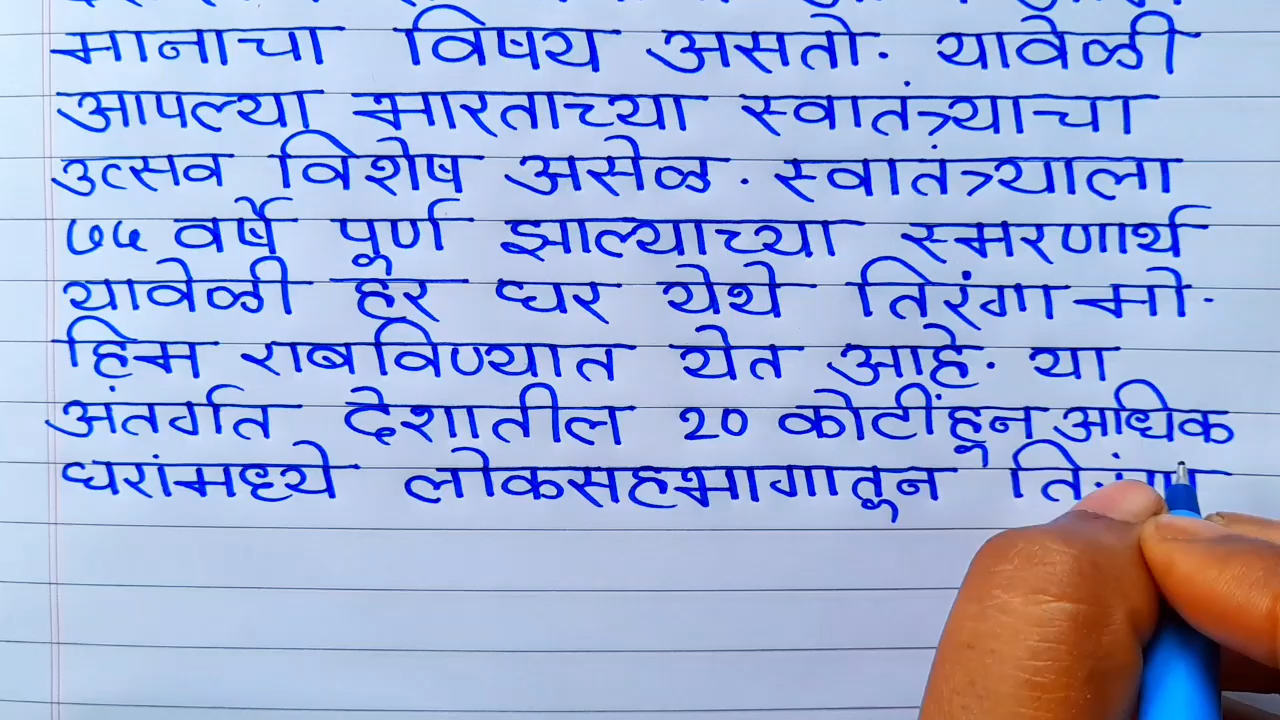 मानाचा विषय असतो. यावेळी
आपल्या भारताच्या स्वातंत्र्याचा
उत्सव विशेष असेळ. स्वातंत्र्याला
७५ वर्षे पूर्ण झाल्याच्या स्मरणार्थ
यावेळी हर घर येथे तिरंगा मो.
हिम राबविण्यात येत आहे. या
अंतर्गत देशातील २० कोटींहून अधिक
घरांमध्ये लोकसहभागातून